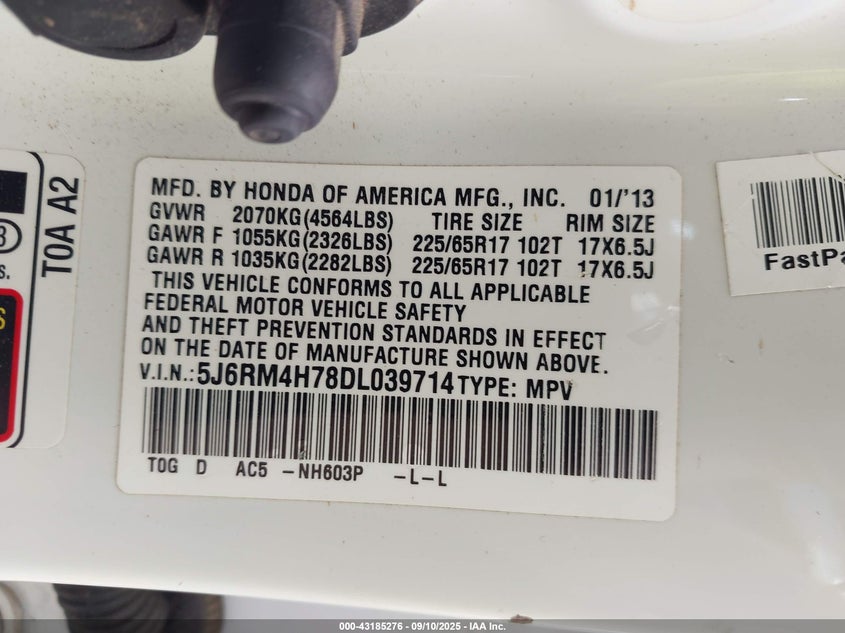 MFD. BY HONDA OF AMERICA MFG., INC. 01/'13
GVWR 2070KG(4564LBS) TIRE SIZE RIM SIZE
GAWR F 1055KG(2326LBS) 225/65R17 102T 17X6.5J
GAWR R 1035KG(2282LBS) 225/65R17 102T 17X6.5J
THIS VEHICLE CONFORMS TO ALL APPLICABLE
FEDERAL MOTOR VEHICLE SAFETY
AND THEFT PREVENTION STANDARDS IN EFFECT
ON THE DATE OF MANUFACTURE SHOWN ABOVE.
V.I.N.: 5J6RM4H78DL039714 TYPE: MPV
T0G D AC5 -NH603P -L-L
T0A A2
000-43185276 - 09/10/2025 - IAA Inc.